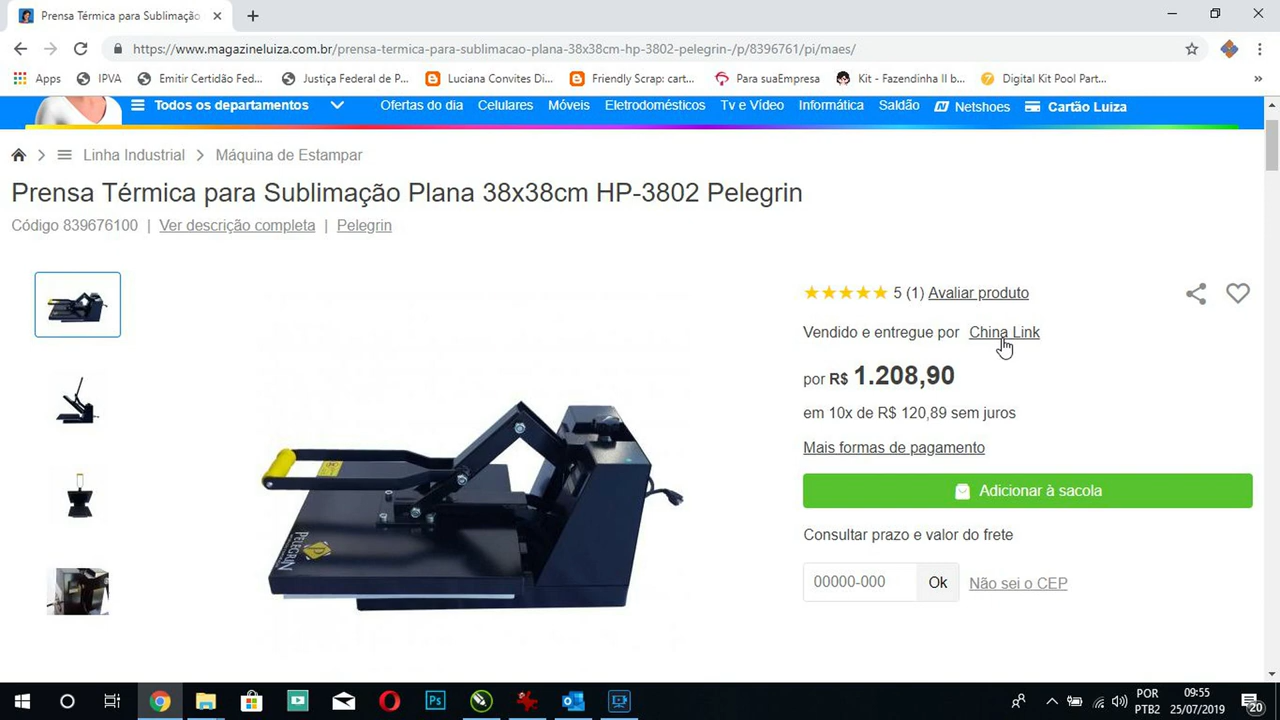 Prensa Térmica para Sublimação
https://www.magazineluiza.com.br/prensa-termica-para-sublimacao-plana-38x38cm-hp-3802-pelegrin-/p/8396761/pi/maes/
Apps IPVA Emitir Certidão Fed... Justiça Federal de P... Luciana Convites Di... Friendly Scrap: cart... Para suaEmpresa Kit - Fazendinha II b... Digital Kit Pool Part... »
Todos os departamentos Ofertas do dia Celulares Móveis Eletrodomésticos Tv e Vídeo Informática Saldão Netshoes Cartão Luiza
Linha Industrial Máquina de Estampar
Prensa Térmica para Sublimação Plana 38x38cm HP-3802 Pelegrin
Código 839676100 | Ver descrição completa | Pelegrin
5 (1) Avaliar produto
Vendido e entregue por China Link
por R$ 1.208,90
em 10x de R$ 120,89 sem juros
Mais formas de pagamento
Adicionar à sacola
Consultar prazo e valor do frete
00000-000 Ok Não sei o CEP
PELEGRIN
Ps
POR 09:55
PTB2 25/07/2019 20